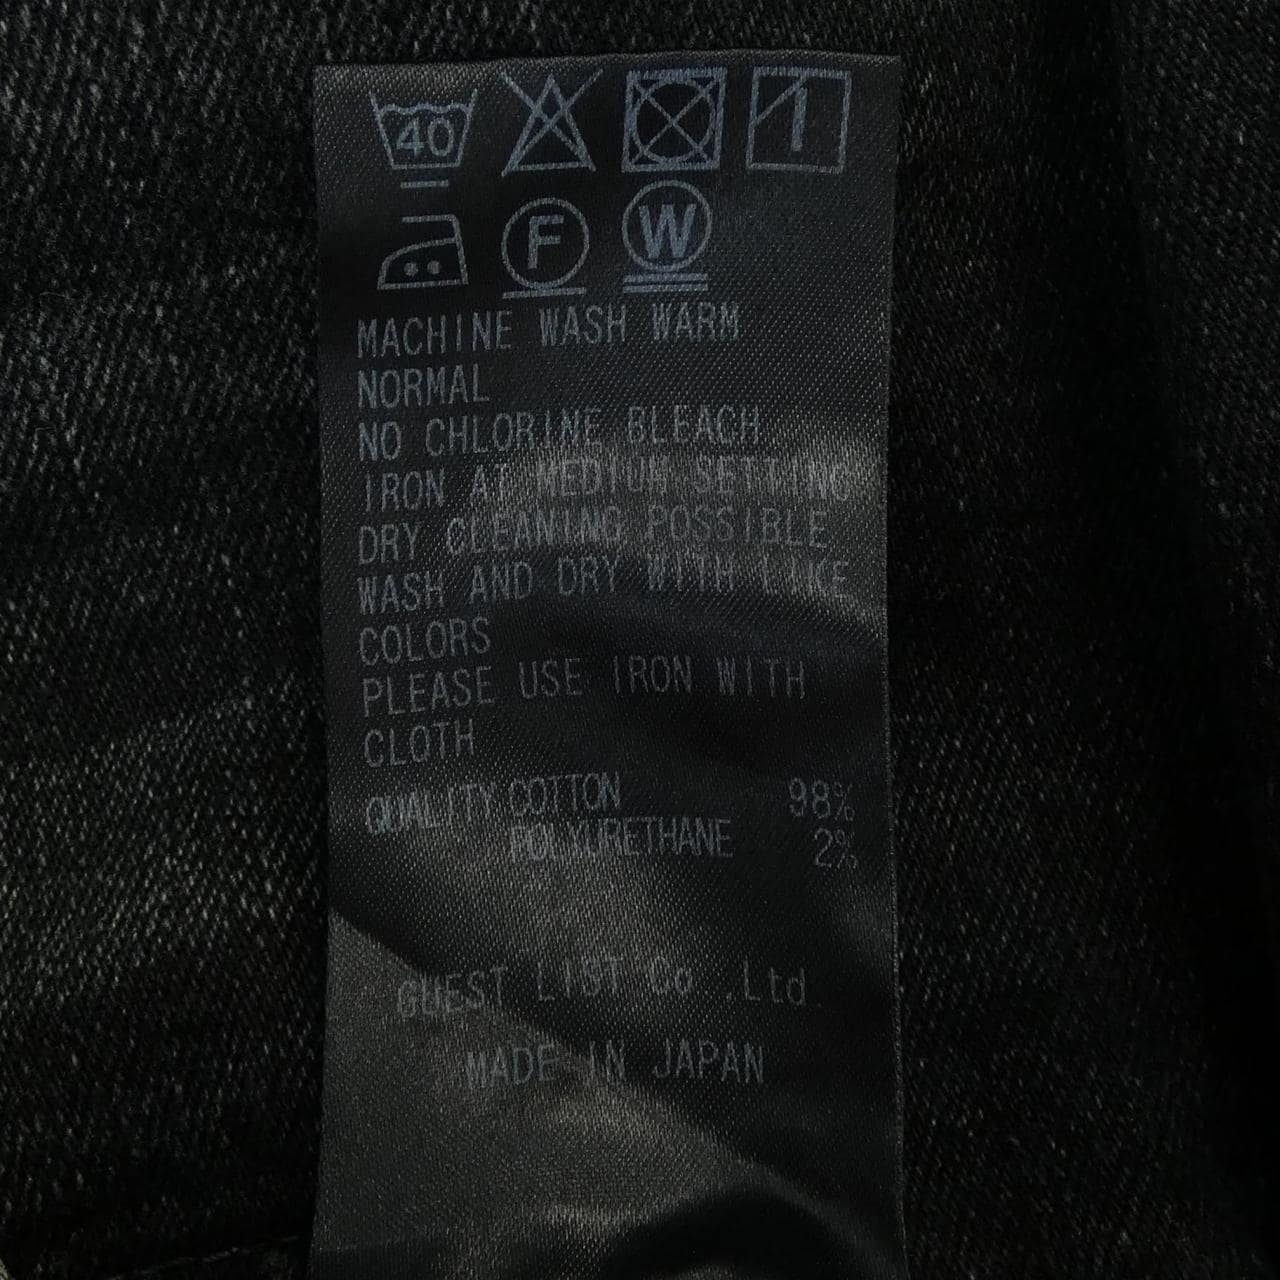 40
F W
MACHINE WASH WARM
NORMAL
NO CHLORINE BLEACH
IRON AT MEDIUM SETTING
DRY CLEANING POSSIBLE
WASH AND DRY WITH LIKE
COLORS
PLEASE USE IRON WITH
CLOTH
QUALITY COTTON 98%
POLYURETHANE 2%
GUEST LIST Co .Ltd.
MADE IN JAPAN